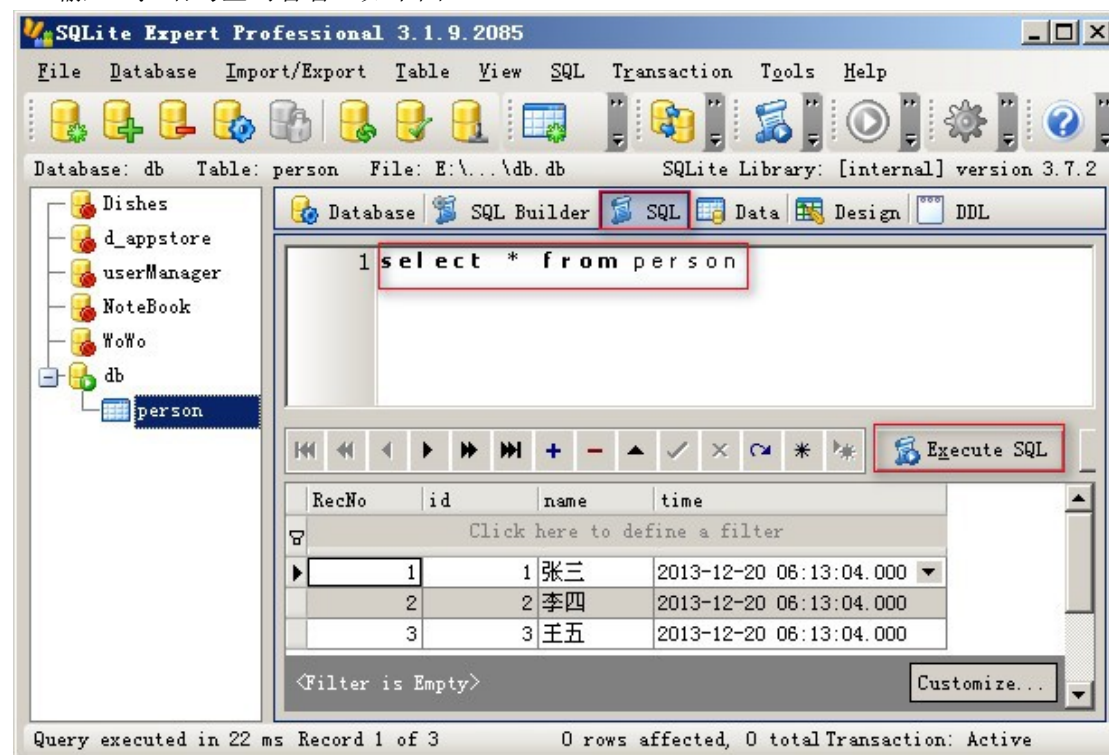 SQLite Expert Professional 3.1.9.2085
File Database Import/Export Table View SQL Transaction Tools Help
Database: db Table: person File: E:\...\db.db SQLite Library: [internal] version 3.7.2
Dishes
d_appstore
userManager
NoteBook
WoWo
db
person
Database SQL Builder SQL Data Design DDL
1 select * from person
Execute SQL
RecNo id name time
Click here to define a filter
1 1 张三 2013-12-20 06:13:04.000
2 2 李四 2013-12-20 06:13:04.000
3 3 王五 2013-12-20 06:13:04.000
<Filter is Empty> Customize...
Query executed in 22 ms Record 1 of 3 0 rows affected, 0 total Transaction: Active